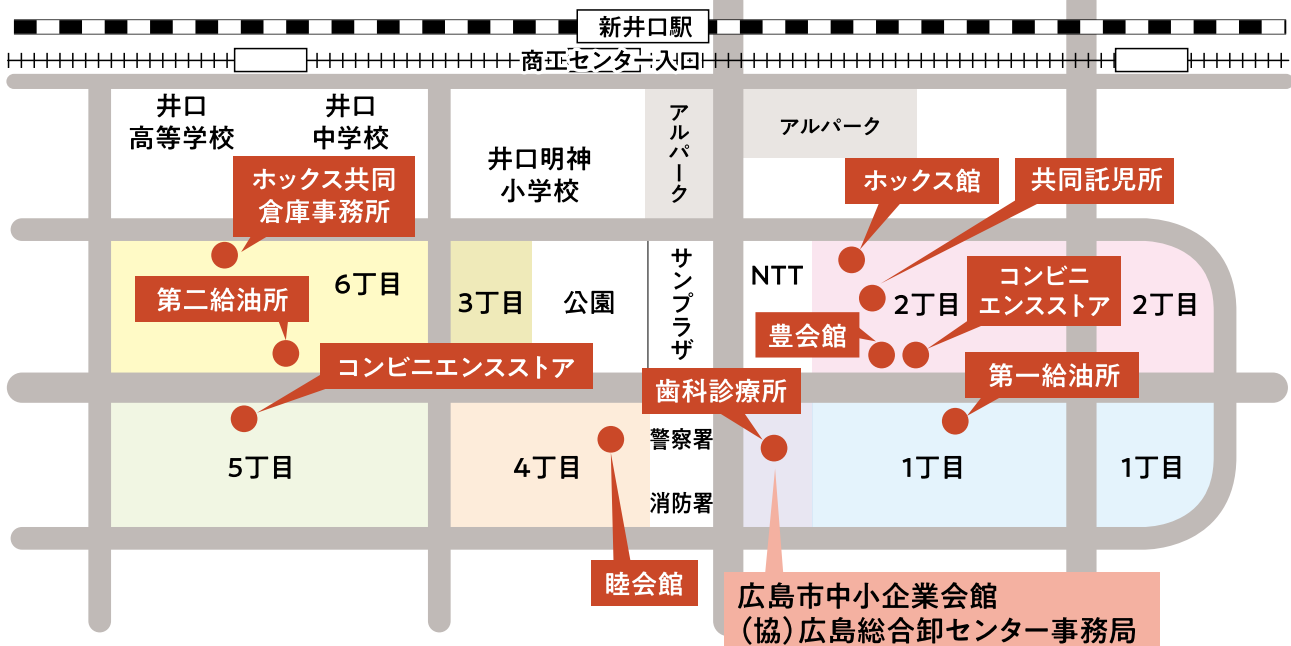 新井口駅
商工センター入口
井口
高等学校
井口
中学校
井口明神
小学校
アルパーク
アルパーク
ホックス共同
倉庫事務所
ホックス館
共同託児所
第二給油所
6丁目
3丁目
公園
サンプラザ
NTT
2丁目
コンビニ
エンスストア
2丁目
豊会館
コンビニエンスストア
歯科診療所
第一給油所
5丁目
4丁目
警察署
消防署
1丁目
1丁目
睦会館
広島市中小企業会館
(協)広島総合卸センター事務局